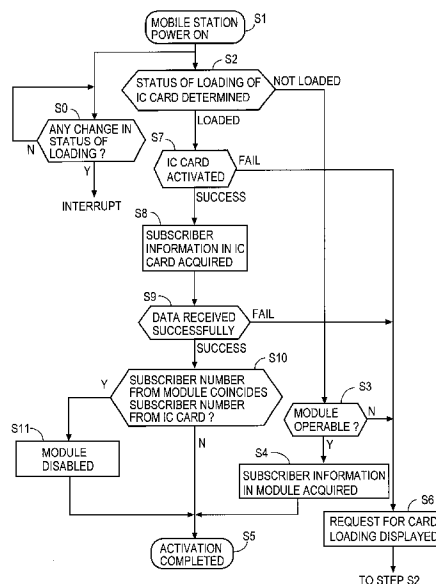 S1
MOBILE STATION
POWER ON
S2
STATUS OF LOADING OF
IC CARD DETERMINED
NOT LOADED
LOADED
S0
ANY CHANGE IN
STATUS OF
LOADING ?
N
Y
INTERRUPT
S7
IC CARD
ACTIVATED
FAIL
SUCCESS
S8
SUBSCRIBER
INFORMATION IN IC
CARD ACQUIRED
S9
DATA RECEIVED
SUCCESSFULLY
FAIL
SUCCESS
S10
SUBSCRIBER NUMBER
FROM MODULE COINCIDES
SUBSCRIBER NUMBER
FROM IC CARD ?
Y
N
S3
MODULE
OPERABLE ?
N
Y
S11
MODULE
DISABLED
S4
SUBSCRIBER INFORMATION
IN MODULE ACQUIRED
S6
REQUEST FOR CARD
LOADING DISPLAYED
S5
ACTIVATION
COMPLETED
TO STEP S2